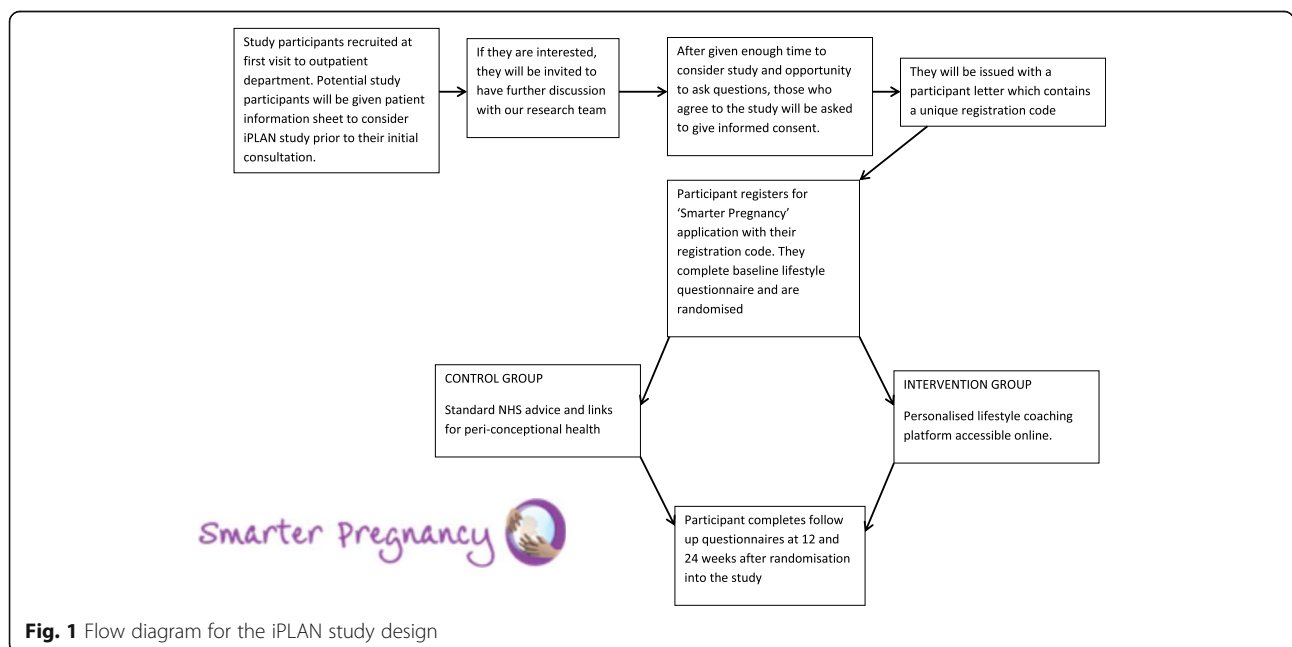 Study participants recruited at
first visit to outpatient
department. Potential study
participants will be given patient
information sheet to consider
iPLAN study prior to their initial
consultation.
If they are interested,
they will be invited to
have further discussion
with our research team
After given enough time to
consider study and opportunity
to ask questions, those who
agree to the study will be asked
to give informed consent.
They will be issued with a
participant letter which contains
a unique registration code
Participant registers for
‘Smarter Pregnancy’
application with their
registration code. They
complete baseline lifestyle
questionnaire and are
randomised
CONTROL GROUP
Standard NHS advice and links
for peri-conceptional health
INTERVENTION GROUP
Personalised lifestyle coaching
platform accessible online.
Smarter Pregnancy
Participant completes follow
up questionnaires at 12 and
24 weeks after randomisation
into the study
Fig. 1 Flow diagram for the iPLAN study design